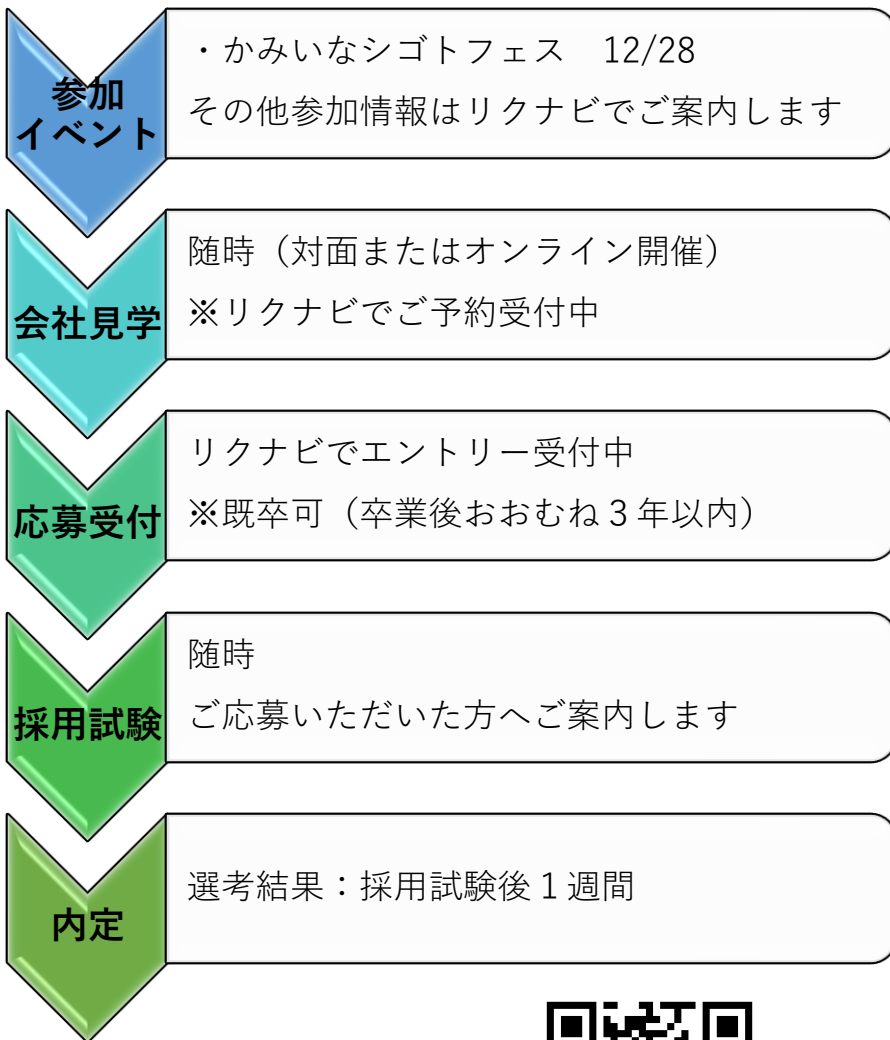 参加
イベント
・かみいなシゴトフェス　12/28
その他参加情報はリクナビでご案内します
会社見学
随時（対面またはオンライン開催）
※リクナビでご予約受付中
応募受付
リクナビでエントリー受付中
※既卒可（卒業後おおむね３年以内）
採用試験
随時
ご応募いただいた方へご案内します
内定
選考結果：採用試験後１週間